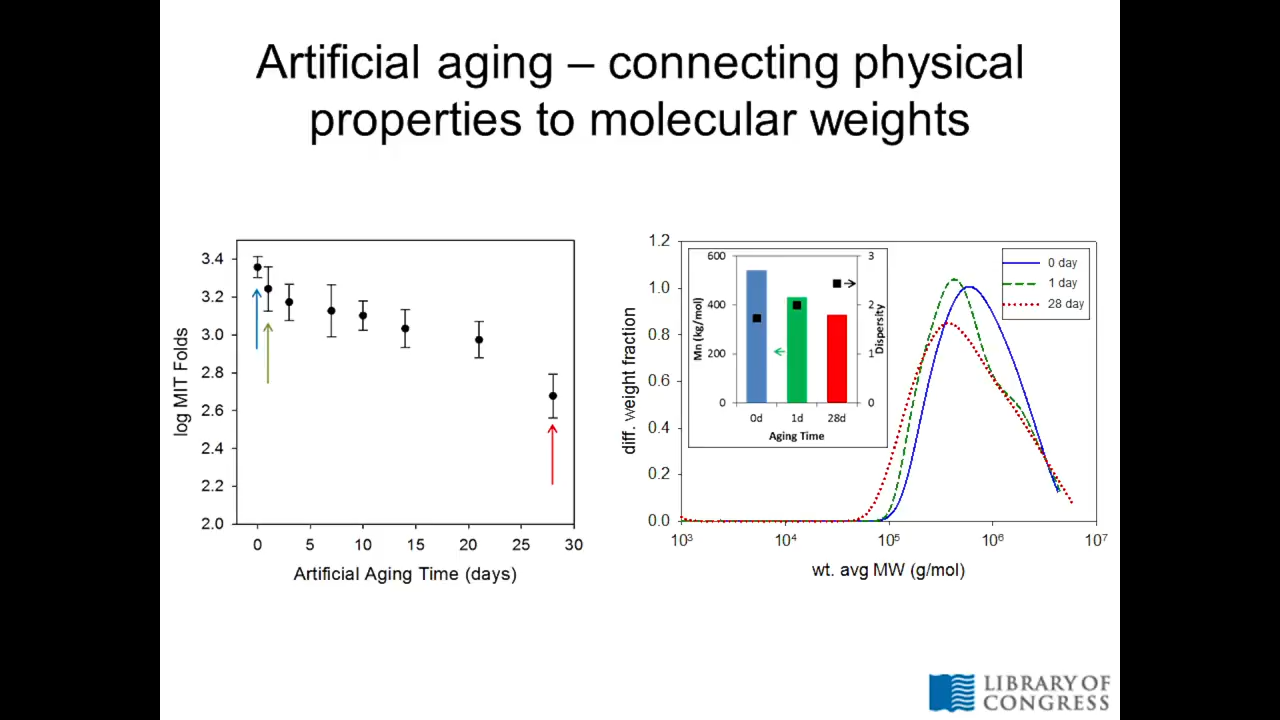 Artificial aging – connecting physical
properties to molecular weights
log MIT Folds
3.4
3.2
3.0
2.8
2.6
2.4
2.2
2.0
0 5 10 15 20 25 30
Artificial Aging Time (days)
diff. weight fraction
1.2
1.0
0.8
0.6
0.4
0.2
0.0
10³ 10⁴ 10⁵ 10⁶ 10⁷
wt. avg MW (g/mol)
Mn (kg/mol)
600
400
200
0
3
2
1
0
Dispersity
0d 1d 28d
Aging Time
0 day
1 day
28 day
LIBRARY OF
CONGRESS